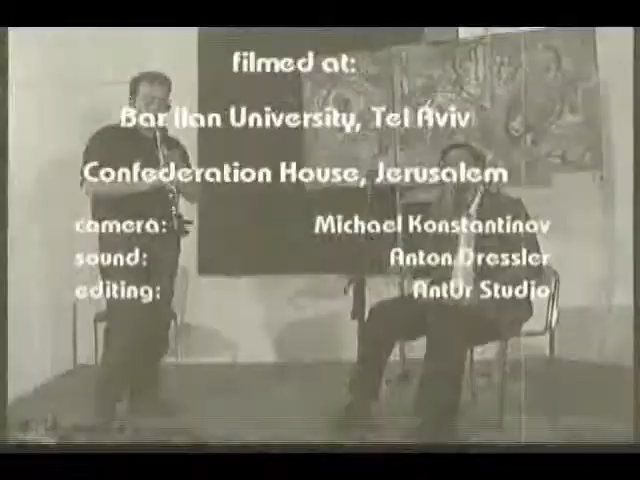 filmed at:
Bar Ilan University, Tel Aviv
Confederation House, Jerusalem
camera: Michael Konstantinov
sound: Anton Dressler
editing: AntUr Studio